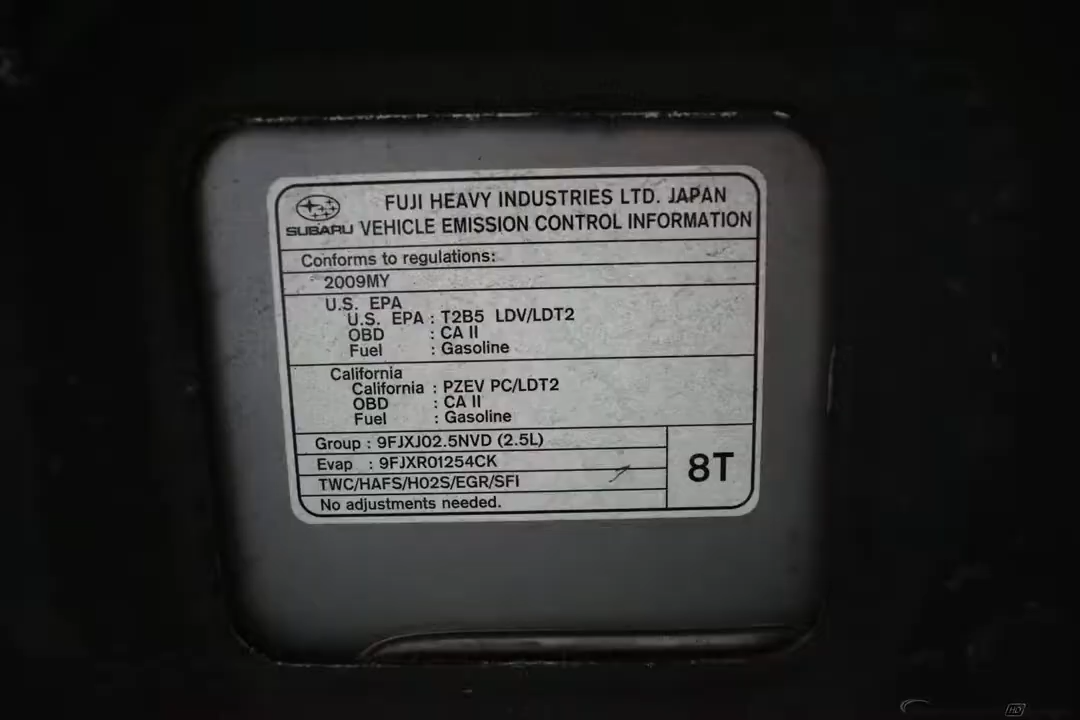 FUJI HEAVY INDUSTRIES LTD. JAPAN
SUBARU VEHICLE EMISSION CONTROL INFORMATION
Conforms to regulations:
2009MY
U.S. EPA
U.S. EPA : T2B5 LDV/LDT2
OBD : CA II
Fuel : Gasoline
California
California : PZEV PC/LDT2
OBD : CA II
Fuel : Gasoline
Group : 9FJXJ02.5NVD (2.5L)
Evap : 9FJXR01254CK
TWC/HAFS/HO2S/EGR/SFI
No adjustments needed.
8T
HD